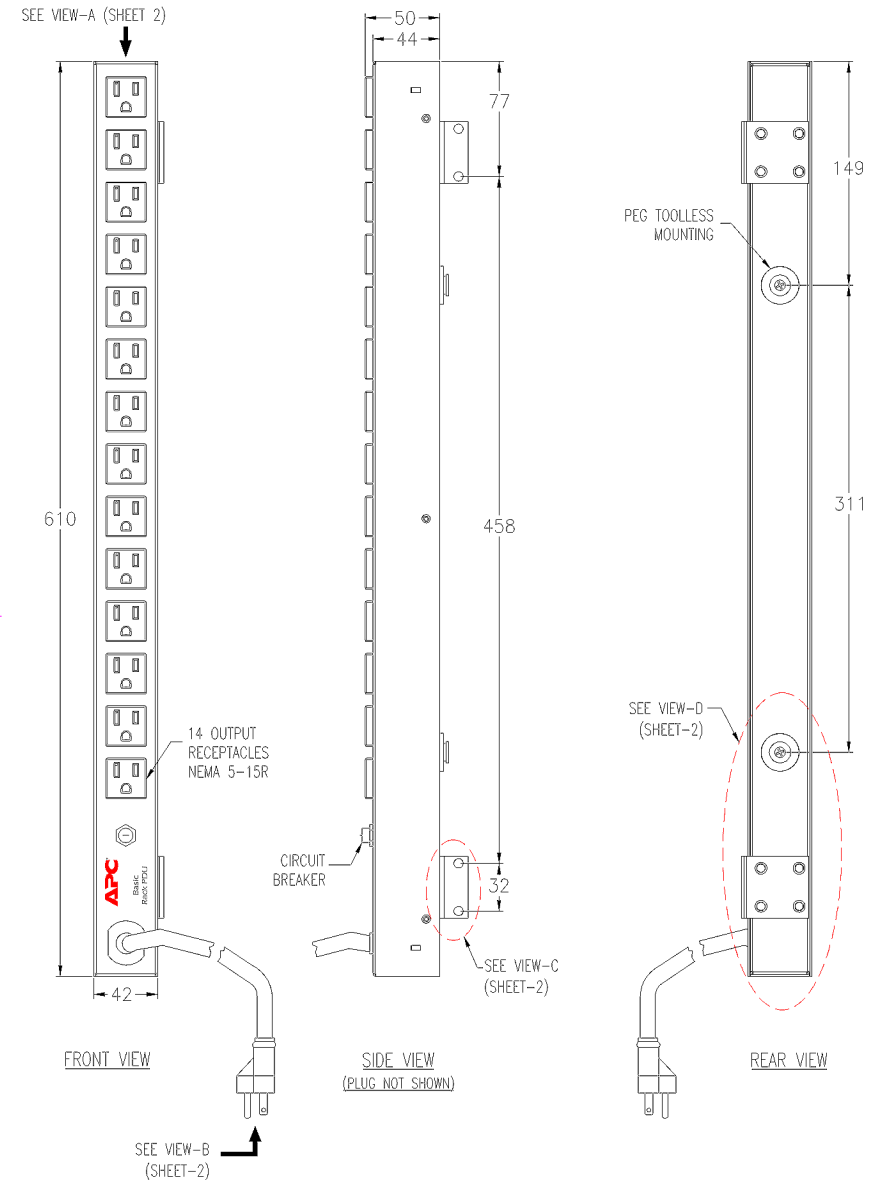 SEE VIEW-A (SHEET 2)
50
44
77
149
PEG TOOLLESS
MOUNTING
610
458
311
SEE VIEW-D
(SHEET-2)
14 OUTPUT
RECEPTACLES
NEMA 5-15R
CIRCUIT
BREAKER
32
APC
Basic
Rack PDU
SEE VIEW-C
(SHEET-2)
42
FRONT VIEW
SIDE VIEW
(PLUG NOT SHOWN)
REAR VIEW
SEE VIEW-B
(SHEET-2)